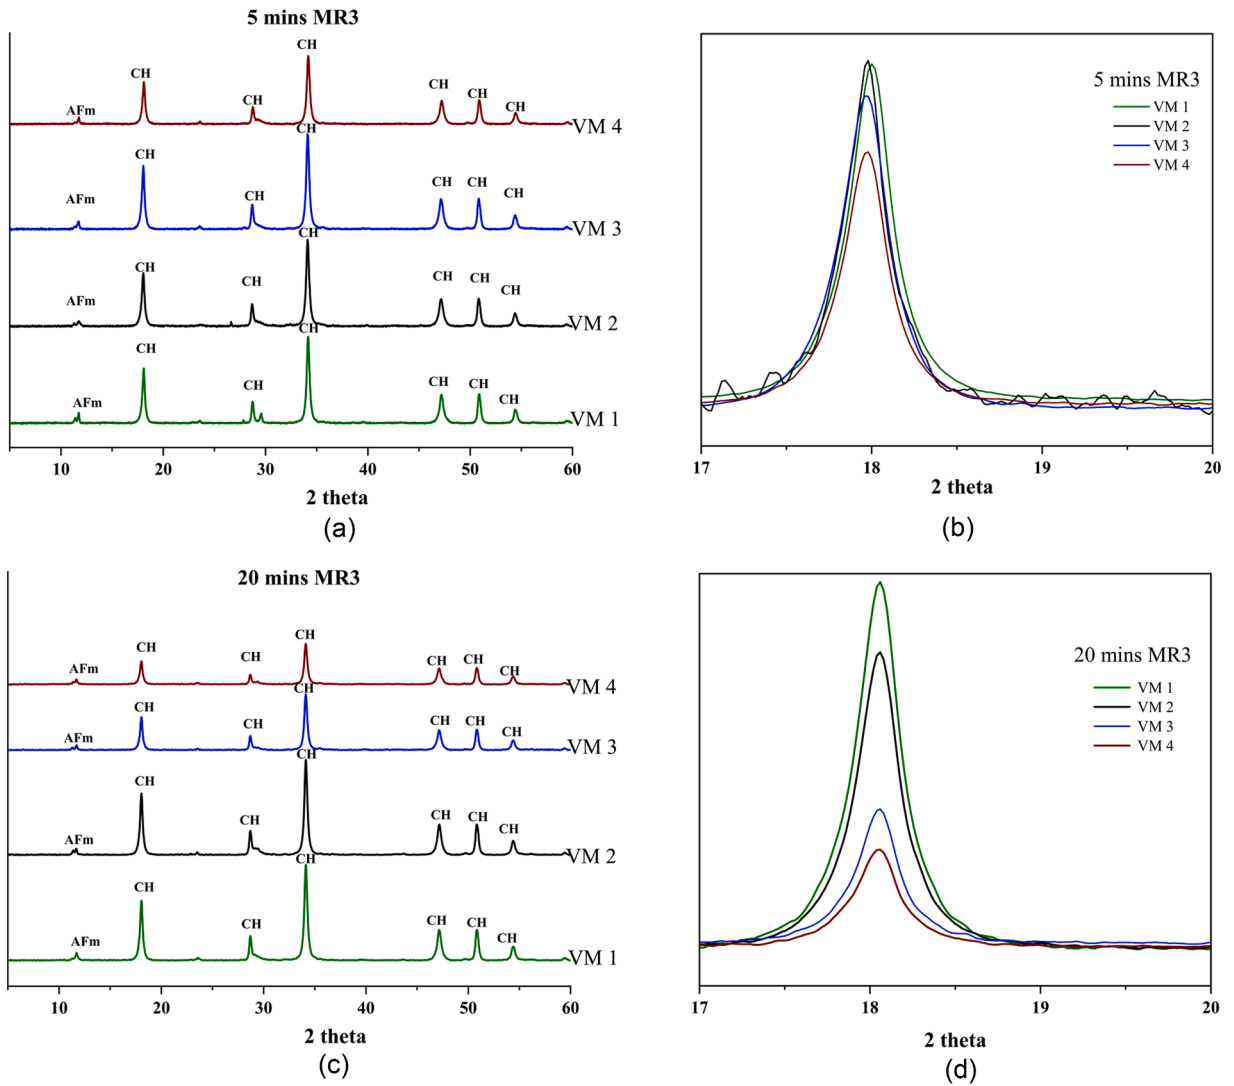 5 mins MR3
CH
CH
AFm
CH
CH
CH
CH
VM 4
CH
CH
AFm
CH
CH
CH
CH
VM 3
CH
CH
AFm
CH
CH
CH
CH
VM 2
CH
CH
AFm
CH
CH
CH
CH
VM 1
10 20 30 40 50 60
2 theta
(a)
5 mins MR3
VM 1
VM 2
VM 3
VM 4
17 18 19 20
2 theta
(b)
20 mins MR3
CH
CH
AFm
CH
CH
CH
CH
VM 4
CH
CH
AFm
CH
CH
CH
CH
VM 3
CH
CH
AFm
CH
CH
CH
CH
VM 2
CH
CH
AFm
CH
CH
CH
CH
VM 1
10 20 30 40 50 60
2 theta
(c)
20 mins MR3
VM 1
VM 2
VM 3
VM 4
17 18 19 20
2 theta
(d)